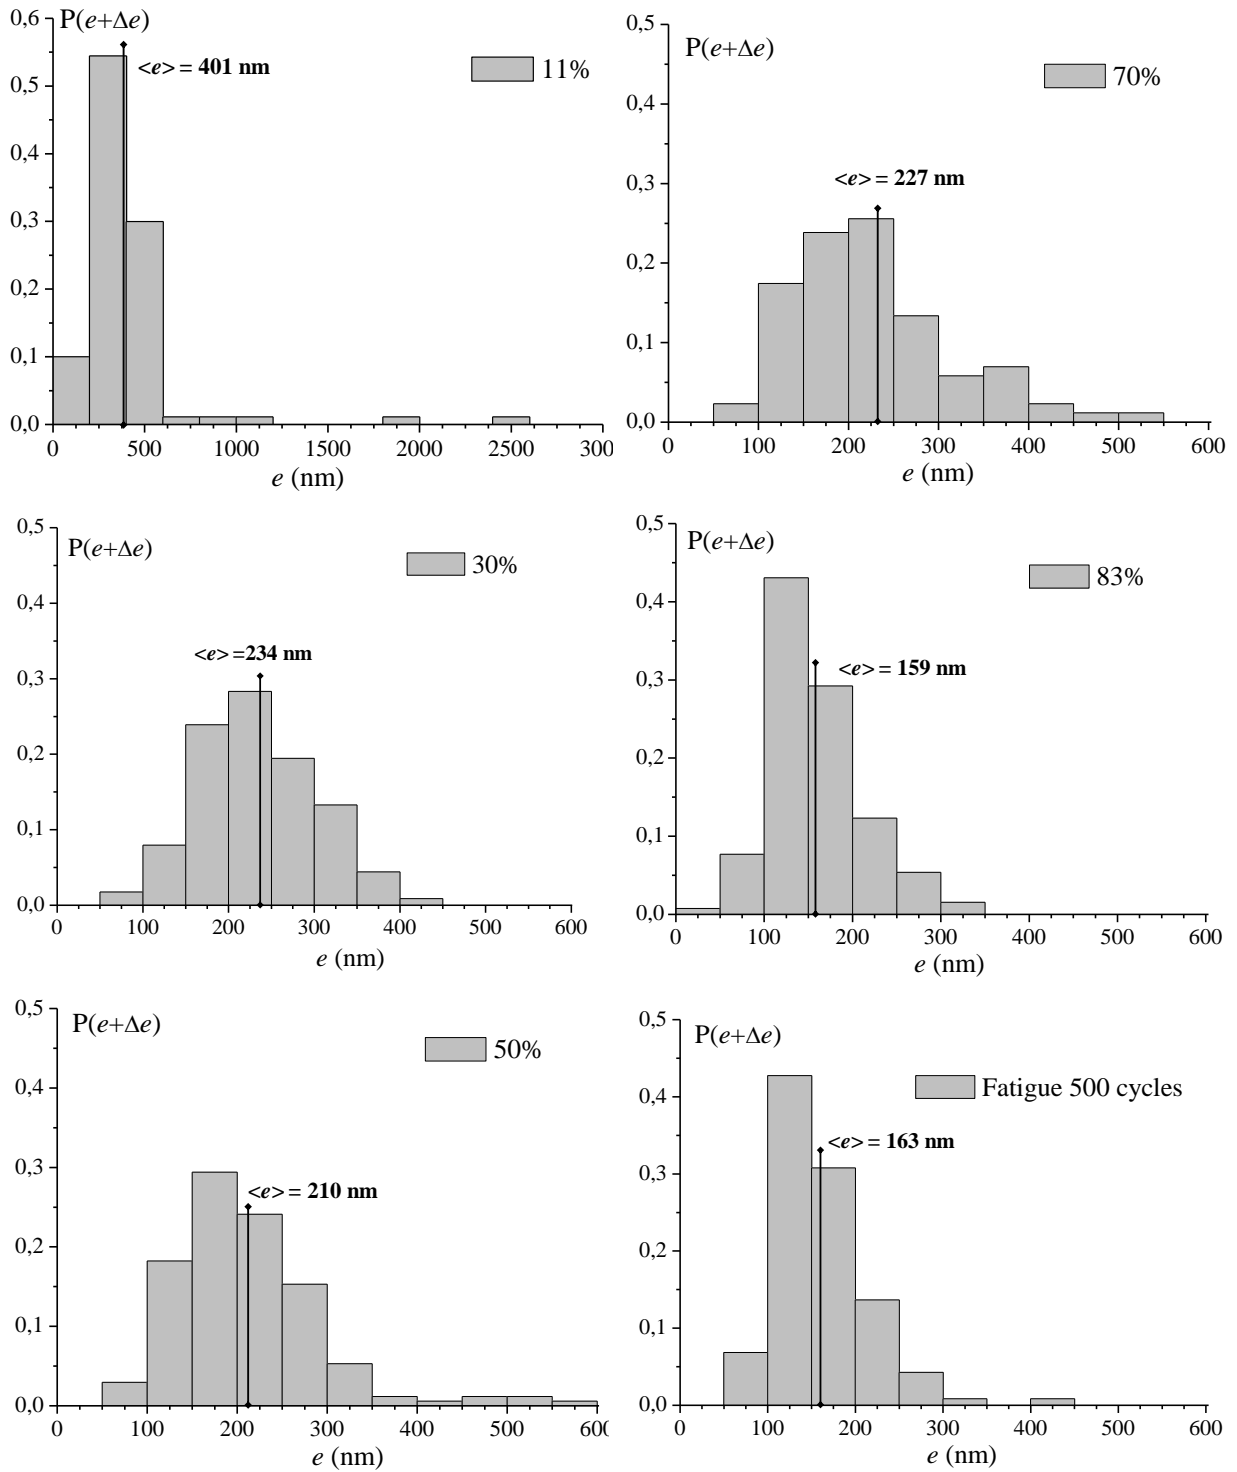 P(e+Δe)
0,6
<e> = 401 nm
11%
0,5
0,4
0,3
0,2
0,1
0,0
0 500 1000 1500 2000 2500 3000
e (nm)
0,5
P(e+Δe)
70%
0,4
<e> = 227 nm
0,3
0,2
0,1
0,0
0 100 200 300 400 500 600
e (nm)
0,5
P(e+Δe)
30%
0,4
<e> =234 nm
0,3
0,2
0,1
0,0
0 100 200 300 400 500 600
e (nm)
0,5
P(e+Δe)
83%
0,4
<e> = 159 nm
0,3
0,2
0,1
0,0
0 100 200 300 400 500 600
e (nm)
0,5
P(e+Δe)
50%
0,4
0,3
<e> = 210 nm
0,2
0,1
0,0
0 100 200 300 400 500 600
e (nm)
0,5
P(e+Δe)
Fatigue 500 cycles
0,4
<e> = 163 nm
0,3
0,2
0,1
0,0
0 100 200 300 400 500 600
e (nm)